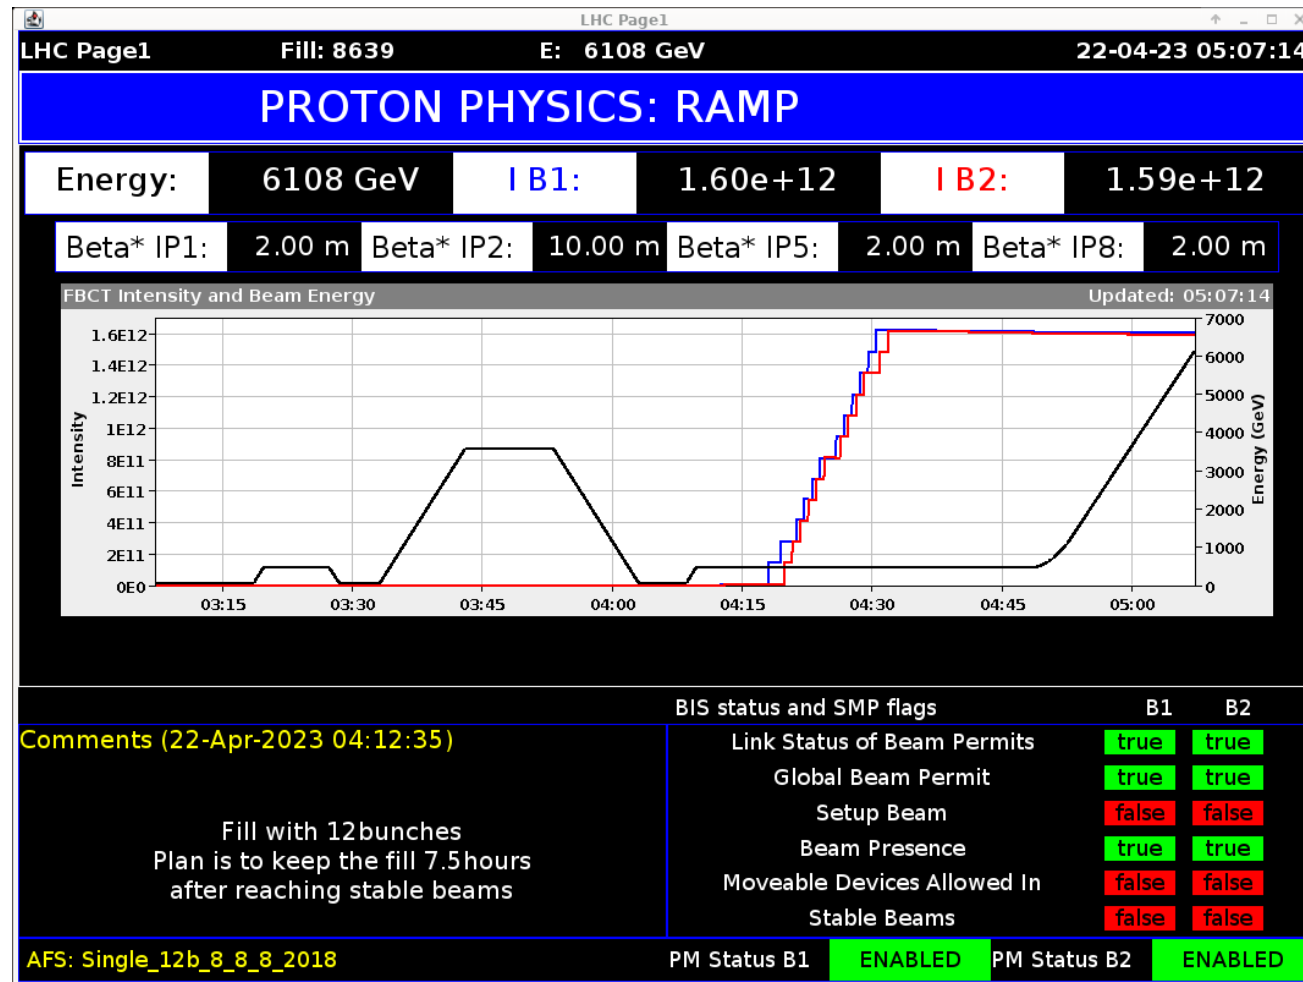 LHC Page1
LHC Page1 Fill: 8639 E: 6108 GeV 22-04-23 05:07:14
PROTON PHYSICS: RAMP
Energy: 6108 GeV I B1: 1.60e+12 I B2: 1.59e+12
Beta* IP1: 2.00 m Beta* IP2: 10.00 m Beta* IP5: 2.00 m Beta* IP8: 2.00 m
FBCT Intensity and Beam Energy Updated: 05:07:14
Intensity
1.6E12
1.4E12
1.2E12
1E12
8E11
6E11
4E11
2E11
0E0
7000
6000
5000
4000
3000
2000
1000
0
Energy (GeV)
03:15 03:30 03:45 04:00 04:15 04:30 04:45 05:00
BIS status and SMP flags B1 B2
Comments (22-Apr-2023 04:12:35)
Fill with 12bunches
Plan is to keep the fill 7.5hours
after reaching stable beams
Link Status of Beam Permits true true
Global Beam Permit true true
Setup Beam false false
Beam Presence true true
Moveable Devices Allowed In false false
Stable Beams false false
AFS: Single_12b_8_8_8_2018 PM Status B1 ENABLED PM Status B2 ENABLED